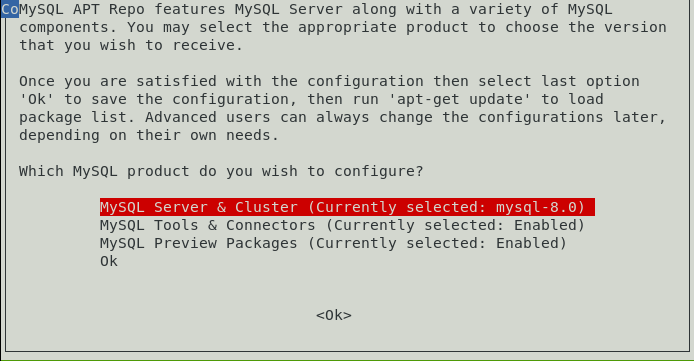 CoMySQL APT Repo features MySQL Server along with a variety of MySQL
components. You may select the appropriate product to choose the version
that you wish to receive.
Once you are satisfied with the configuration then select last option
'Ok' to save the configuration, then run 'apt-get update' to load
package list. Advanced users can always change the configurations later,
depending on their own needs.
Which MySQL product do you wish to configure?
MySQL Server & Cluster (Currently selected: mysql-8.0)
MySQL Tools & Connectors (Currently selected: Enabled)
MySQL Preview Packages (Currently selected: Enabled)
Ok
<Ok>